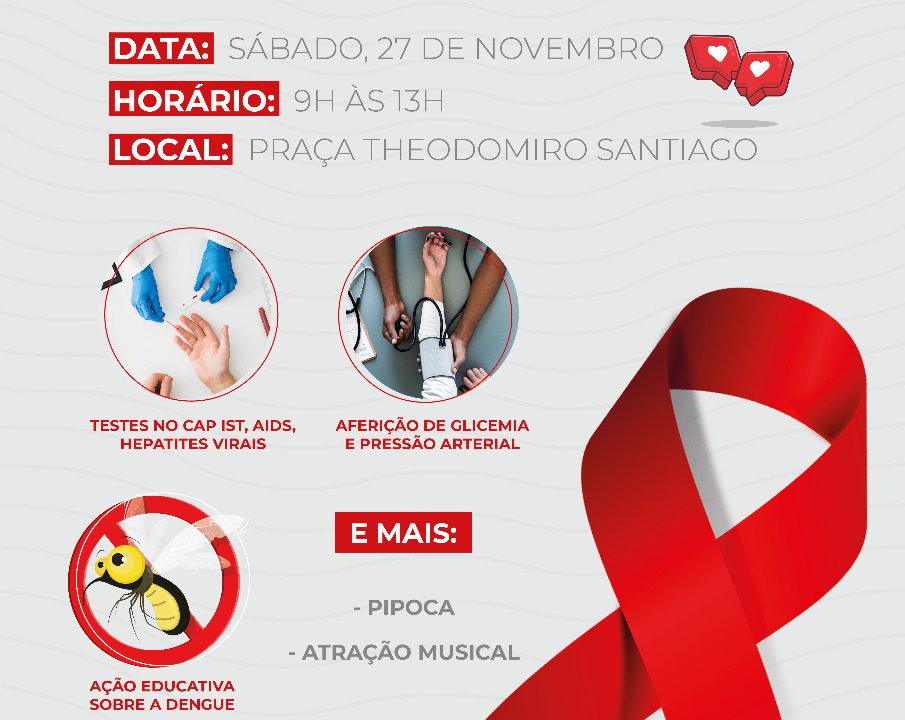 DATA: SÁBADO, 27 DE NOVEMBRO
HORÁRIO: 9H ÀS 13H
LOCAL: PRAÇA THEODOMIRO SANTIAGO
TESTES NO CAP IST, AIDS,
HEPATITES VIRAIS
AFERIÇÃO DE GLICEMIA
E PRESSÃO ARTERIAL
E MAIS:
- PIPOCA
- ATRAÇÃO MUSICAL
AÇÃO EDUCATIVA
SOBRE A DENGUE